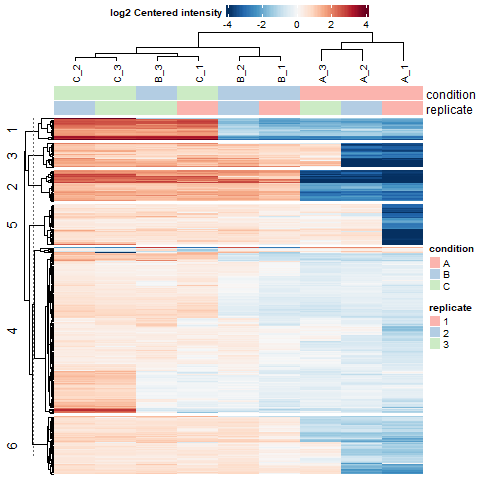 log2 Centered intensity
-4 -2 0 2 4
C_2 C_3 B_3 C_1 B_2 B_1 A_3 A_2 A_1
condition
replicate
1
3
2
5
4
6
condition
A
B
C
replicate
1
2
3